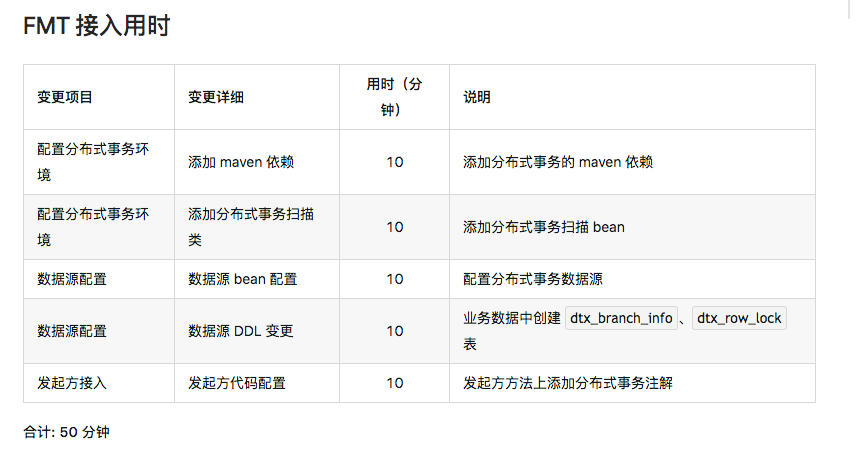 FMT 接入用时
变更项目 变更详细 用时（分
钟） 说明
配置分布式事务环
境 添加 maven 依赖 10 添加分布式事务的 maven 依赖
配置分布式事务环
境 添加分布式事务扫描
类 10 添加分布式事务扫描 bean
数据源配置 数据源 bean 配置 10 配置分布式事务数据源
数据源配置 数据源 DDL 变更 10 业务数据中创建 dtx_branch_info 、 dtx_row_lock
表
发起方接入 发起方代码配置 10 发起方方法上添加分布式事务注解
合计: 50 分钟